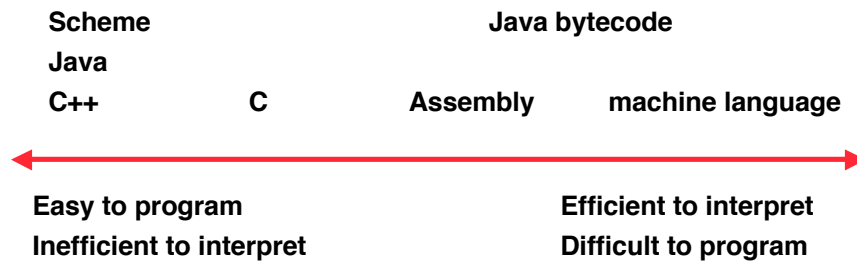 Scheme Java bytecode
Java
C++ C Assembly machine language
Easy to program Efficient to interpret
Inefficient to interpret Difficult to program